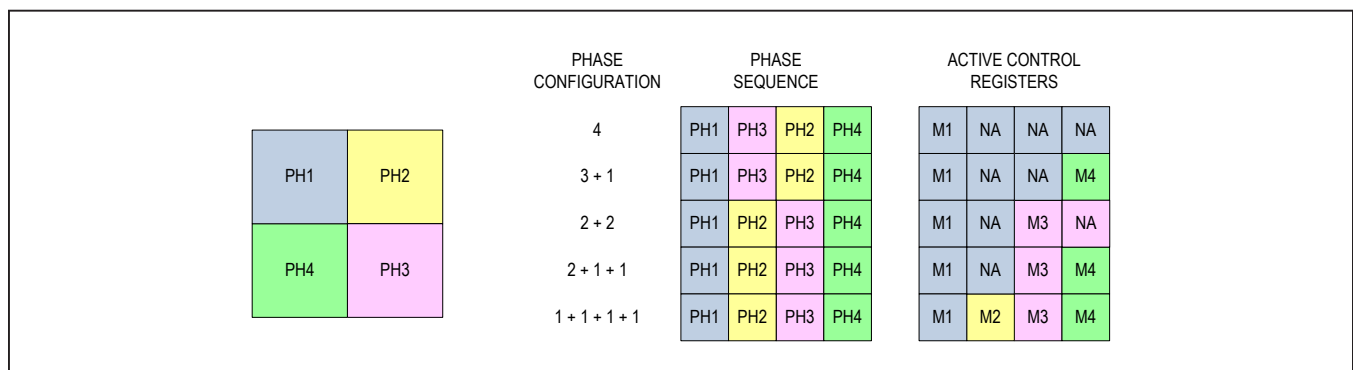 PHASE CONFIGURATION PHASE SEQUENCE ACTIVE CONTROL REGISTERS
4 PH1 PH3 PH2 PH4 M1 NA NA NA
PH1 PH2 3 + 1 PH1 PH3 PH2 PH4 M1 NA NA M4
2 + 2 PH1 PH2 PH3 PH4 M1 NA M3 NA
PH4 PH3 2 + 1 + 1 PH1 PH2 PH3 PH4 M1 NA M3 M4
1 + 1 + 1 + 1 PH1 PH2 PH3 PH4 M1 M2 M3 M4